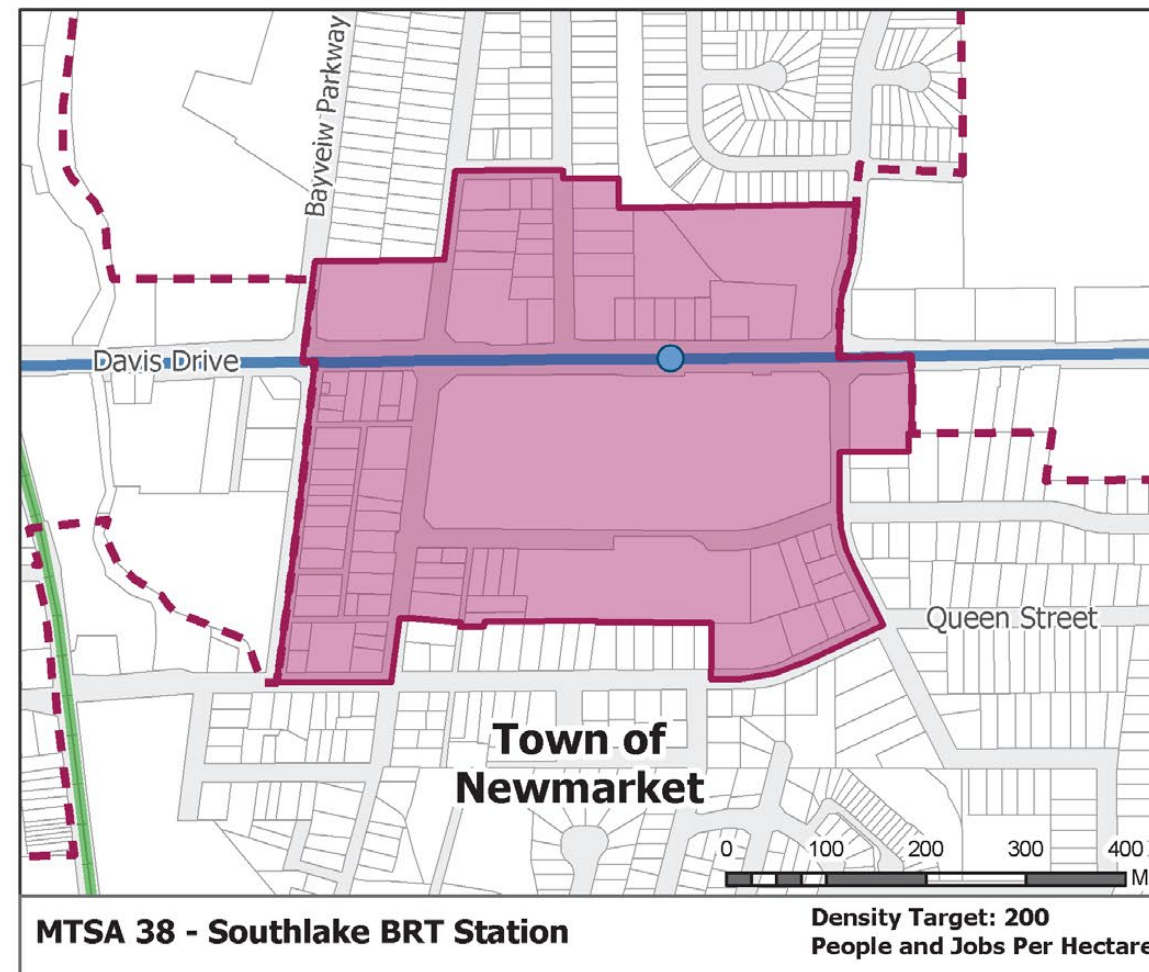 Bayveiw Parkway
Davis Drive
Queen Street
Town of
Newmarket
0 100 200 300 400
M
MTSA 38 - Southlake BRT Station
Density Target: 200
People and Jobs Per Hectare